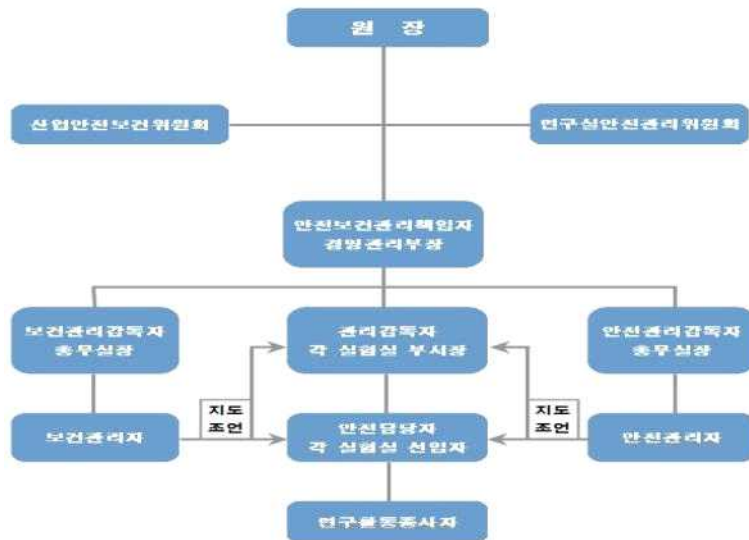 원 장
산업안전보건위원회
연구실안전관리위원회
안전보건관리책임자
경영관리부장
보건관리감독자
총무실장
관리감독자
각 실험실 부서장
안전관리감독자
총무실장
지도
조언
지도
조언
보건관리자
안전담당자
각 실험실 선임자
안전관리자
연구활동종사자